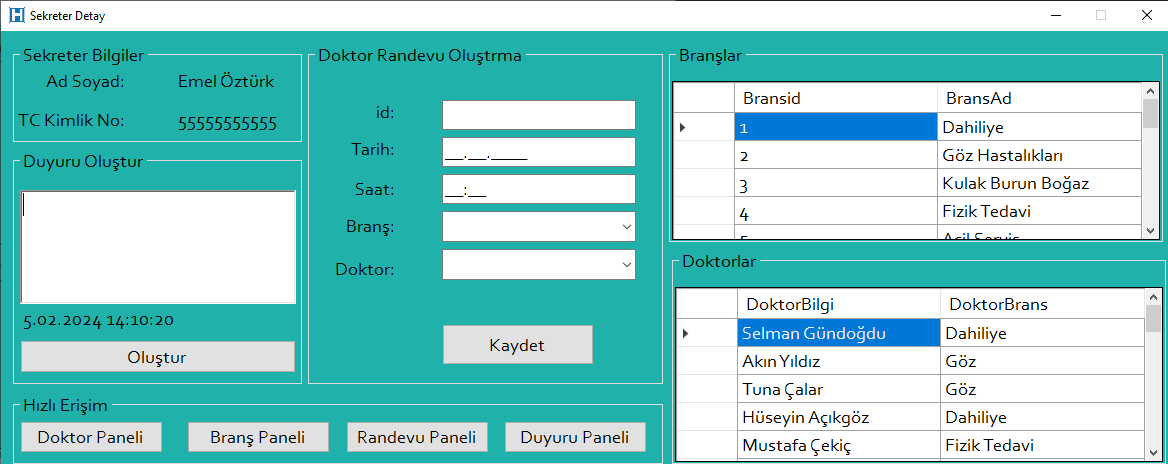 Sekreter Detay
Sekreter Bilgiler
Ad Soyad: Emel Öztürk
TC Kimlik No: 55555555555
Duyuru Oluştur
5.02.2024 14:10:20
Oluştur
Doktor Randevu Oluştrma
id:
Tarih: __.__.____
Saat: __:__
Branş:
Doktor:
Kaydet
Hızlı Erişim
Doktor Paneli Branş Paneli Randevu Paneli Duyuru Paneli
Branşlar
Bransid BransAd
1 Dahiliye
2 Göz Hastalıkları
3 Kulak Burun Boğaz
4 Fizik Tedavi
5 Acil Servis
Doktorlar
DoktorBilgi DoktorBrans
Selman Gündoğdu Dahiliye
Akın Yıldız Göz
Tuna Çalar Göz
Hüseyin Açıkgöz Dahiliye
Mustafa Çekiç Fizik Tedavi